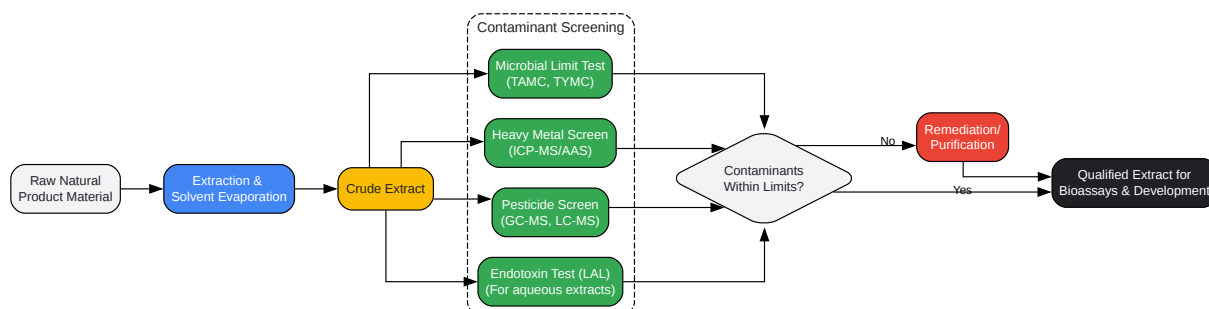 Contaminant Screening
Microbial Limit Test
(TAMC, TYMC)
Heavy Metal Screen
(ICP-MS/AAS)
Raw Natural
Product Material
Extraction &
Solvent Evaporation
Crude Extract
Pesticide Screen
(GC-MS, LC-MS)
Endotoxin Test (LAL)
(For aqueous extracts)
Contaminants
Within Limits?
No
Yes
Remediation/
Purification
Qualified Extract for
Bioassays & Development